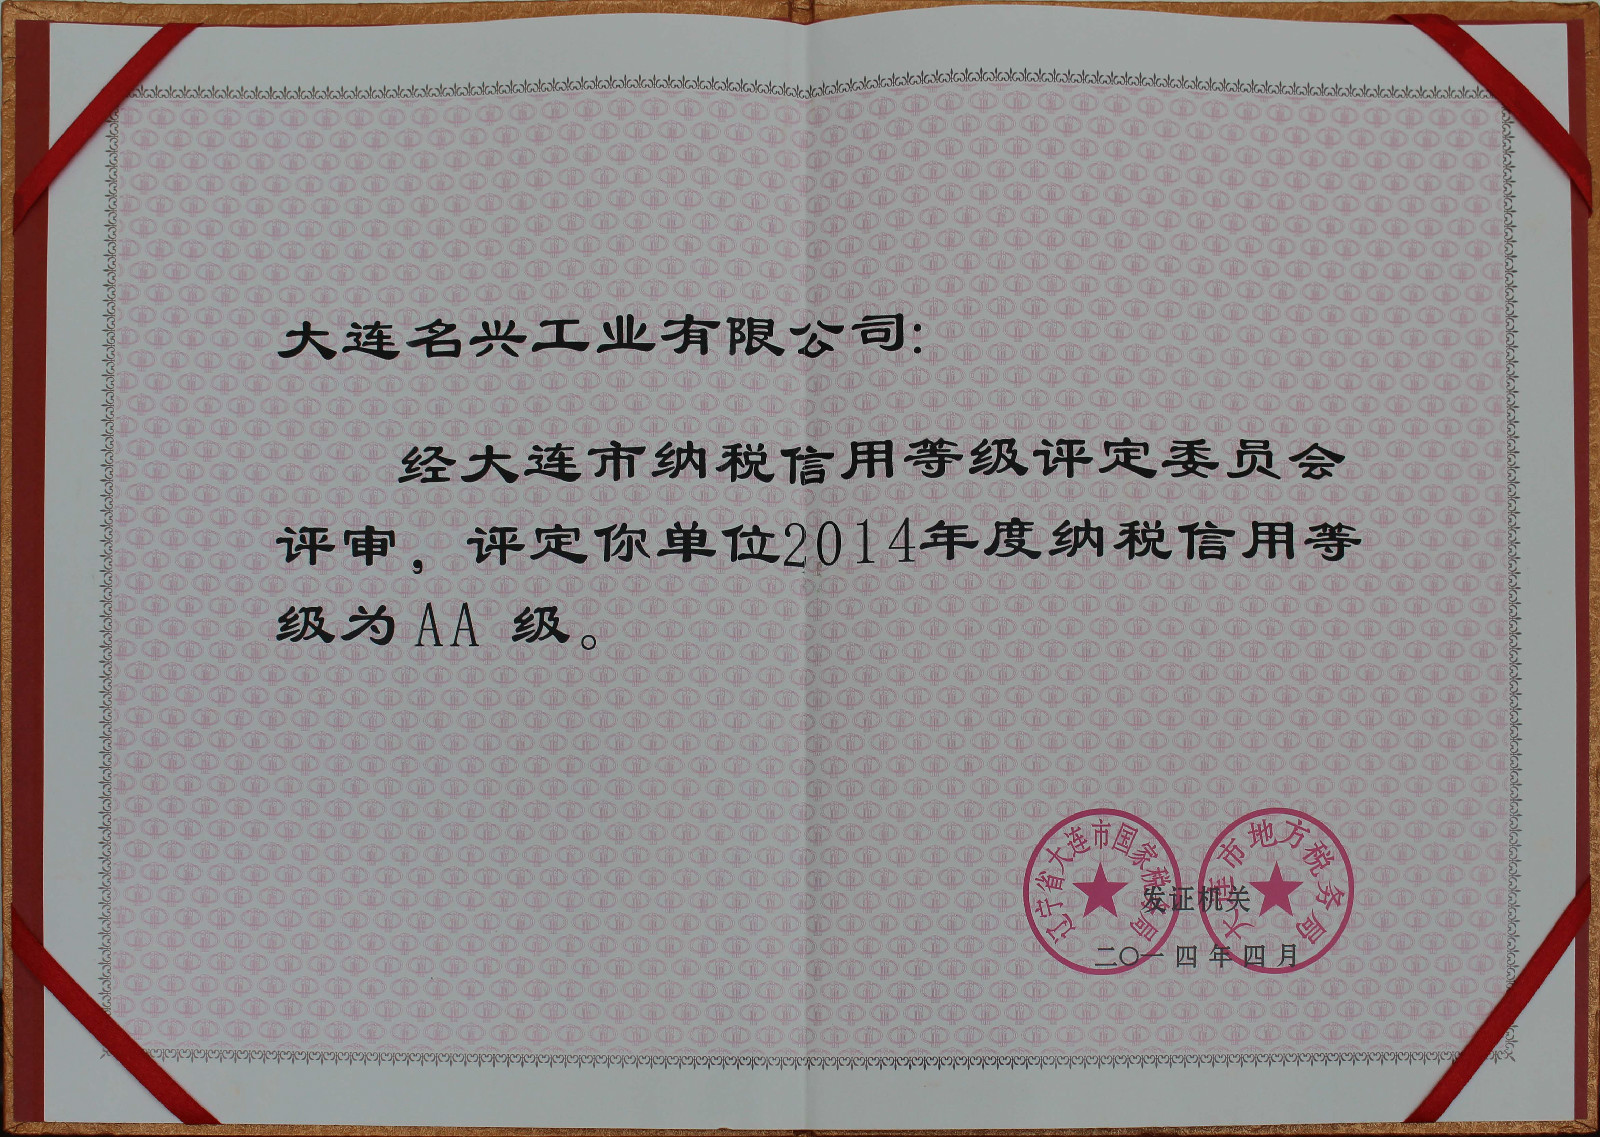 大连名兴工业有限公司:
经大连市纳税信用等级评定委员会
评审，评定你单位2014年度纳税信用等
级为AA 级。
辽宁省大连市国家税务局
大连市地方税务局
发证机关
二〇一四年四月